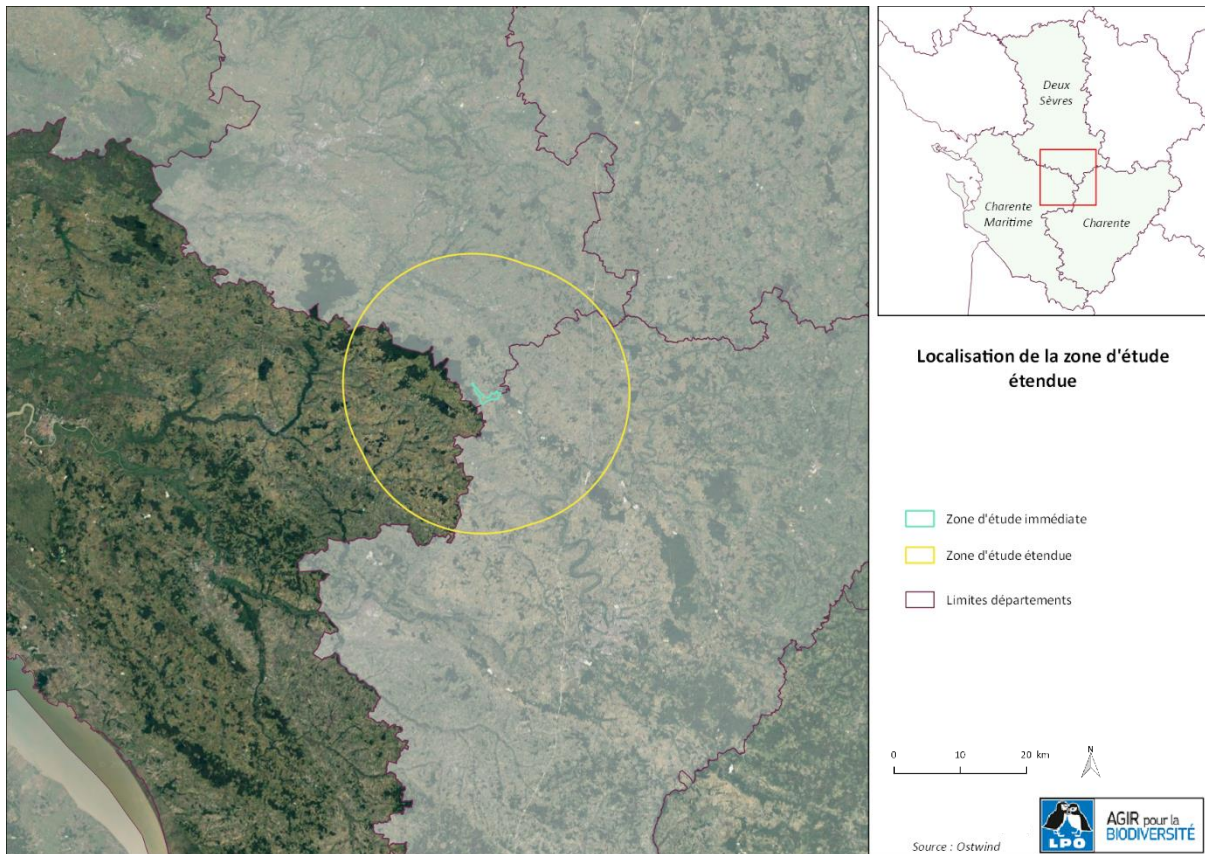 Deux
Sèvres
Charente
Maritime
Charente
Localisation de la zone d'étude
étendue
Zone d'étude immédiate
Zone d'étude étendue
Limites départements
0 10 20 km
N
Source : Ostwind
LPO
AGIR pour la
BIODIVERSITÉ